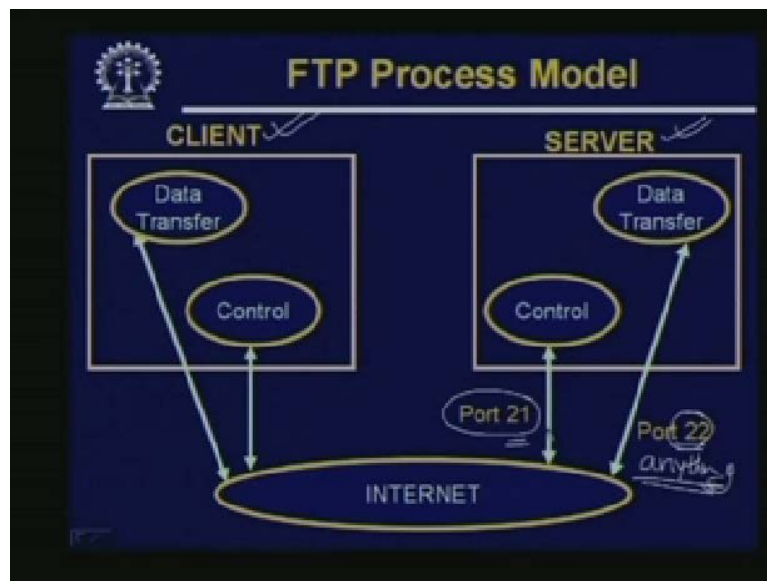 FTP Process Model
CLIENT
SERVER
Data
Transfer
Data
Transfer
Control
Control
Port 21
Port 22
anything
INTERNET